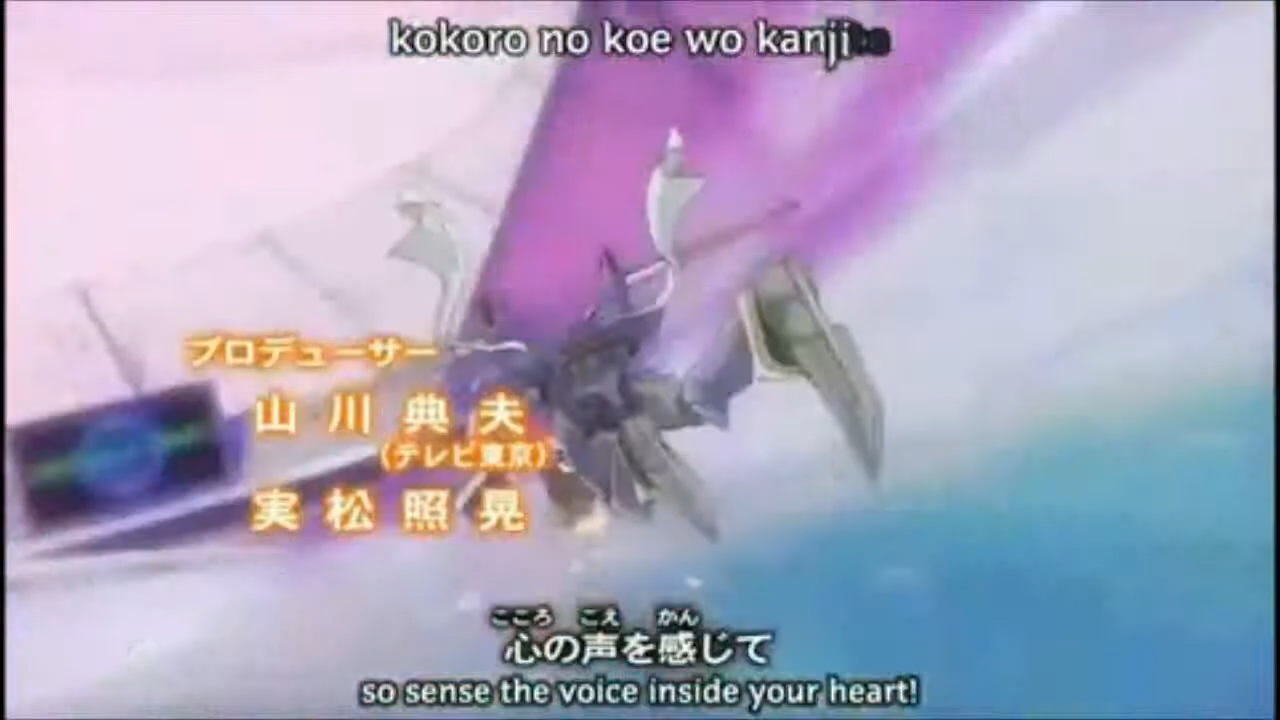 kokoro no koe wo kanji
プロデューサー
山川典夫
(テレビ東京)
実松照晃
こころ ごえ かん
心の声を感じて
so sense the voice inside your heart!